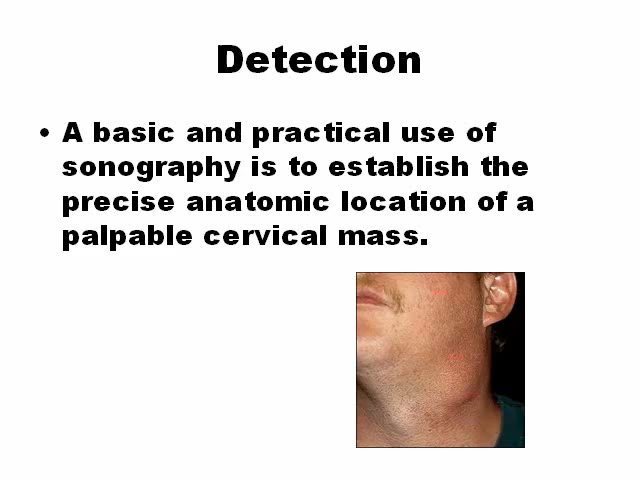 Detection
• A basic and practical use of
sonography is to establish the
precise anatomic location of a
palpable cervical mass.